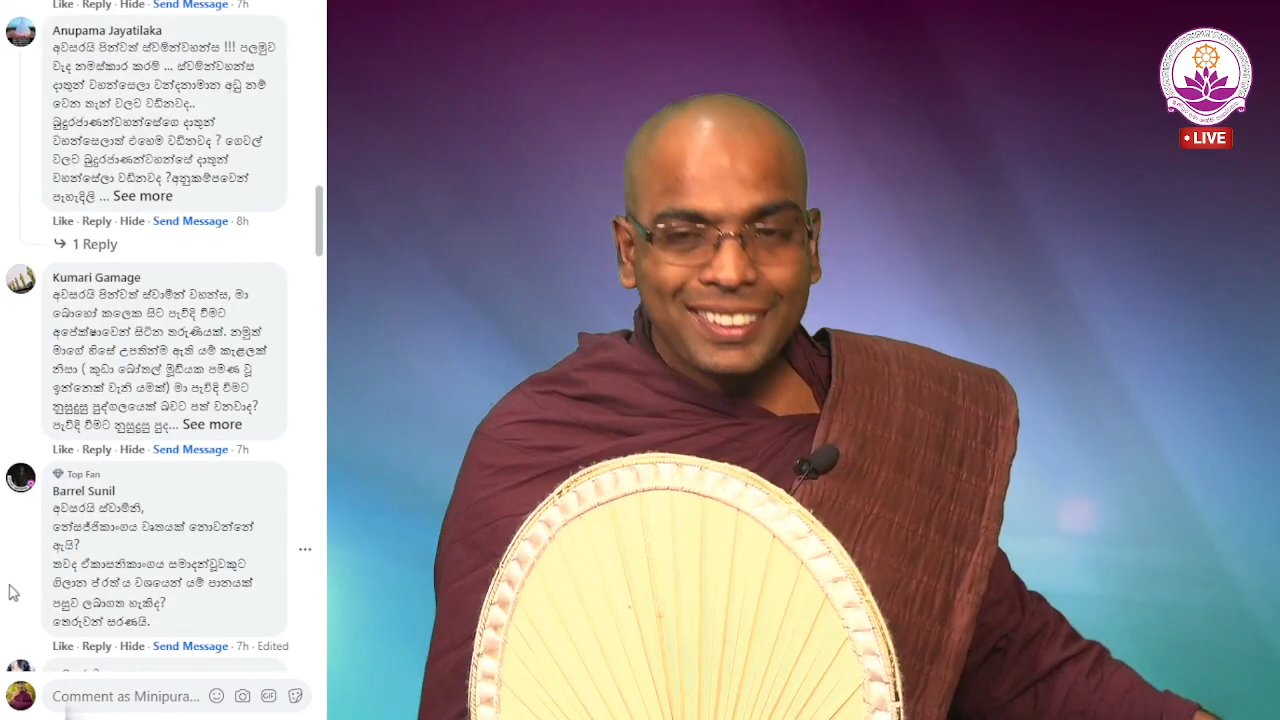 Like · Reply · Hide · Send Message · 7h
Anupama Jayatilaka
අවසරයි පින්වත් ස්වමින්වහන්ස !!! පලමුව
වැද නමස්කාර කරමි ... ස්වමින්වහන්ස
දාතූන් වහන්සෙලා වන්දනාමාන අඩු නම්
වෙන තැන් වලට වඩිනවද..
බුදුරජාණන්වහන්සේගෙ දාතූන්
වහන්සෙලාත් එහෙම වඩිනවද ? ගෙවල්
වලට බුදුරජාණන්වහන්සේ දාතූන්
වහන්සේලා වඩිනවද ?අනුකම්පවෙන්
පැහැදිලි ... See more
Like · Reply · Hide · Send Message · 8h
1 Reply
Kumari Gamage
අවසරයි පින්වත් ස්වාමීන් වහන්ස, මා
බොහෝ කලෙක සිට පැවිදි වීමට
අපේක්ෂාවෙන් සිටින තරුණියක්. නමුත්
මාගේ හිසේ උපතින්ම ඇති යම් කැළලක්
නිසා ( කුඩා බෝතල් මූඩියක පමණ වූ
ඉන්නෙක් වැනි යමක්) මා පැවිදි වීමට
නුසුදුසු පුද්ගලයෙක් බවට පත් වනවාද?
පැවිදි වීමට නුසුදුසු පුද... See more
Like · Reply · Hide · Send Message · 7h
Top Fan
Barrel Sunil
අවසරයි ස්වාමිනි,
නේසජ්ජිකාංගය වෘතයක් නොවන්නේ
ඇයි?
තවද ඒකාසනිකාංගය සමාදන්වූවකුට
ගිලාන ප්රත්ය වශයෙන් යම් පානයක්
පසුව ලබාගත හැකිද?
තෙරුවන් සරණයි.
Like · Reply · Hide · Send Message · 7h · Edited
Comment as Minipura...
GIF
LIVE